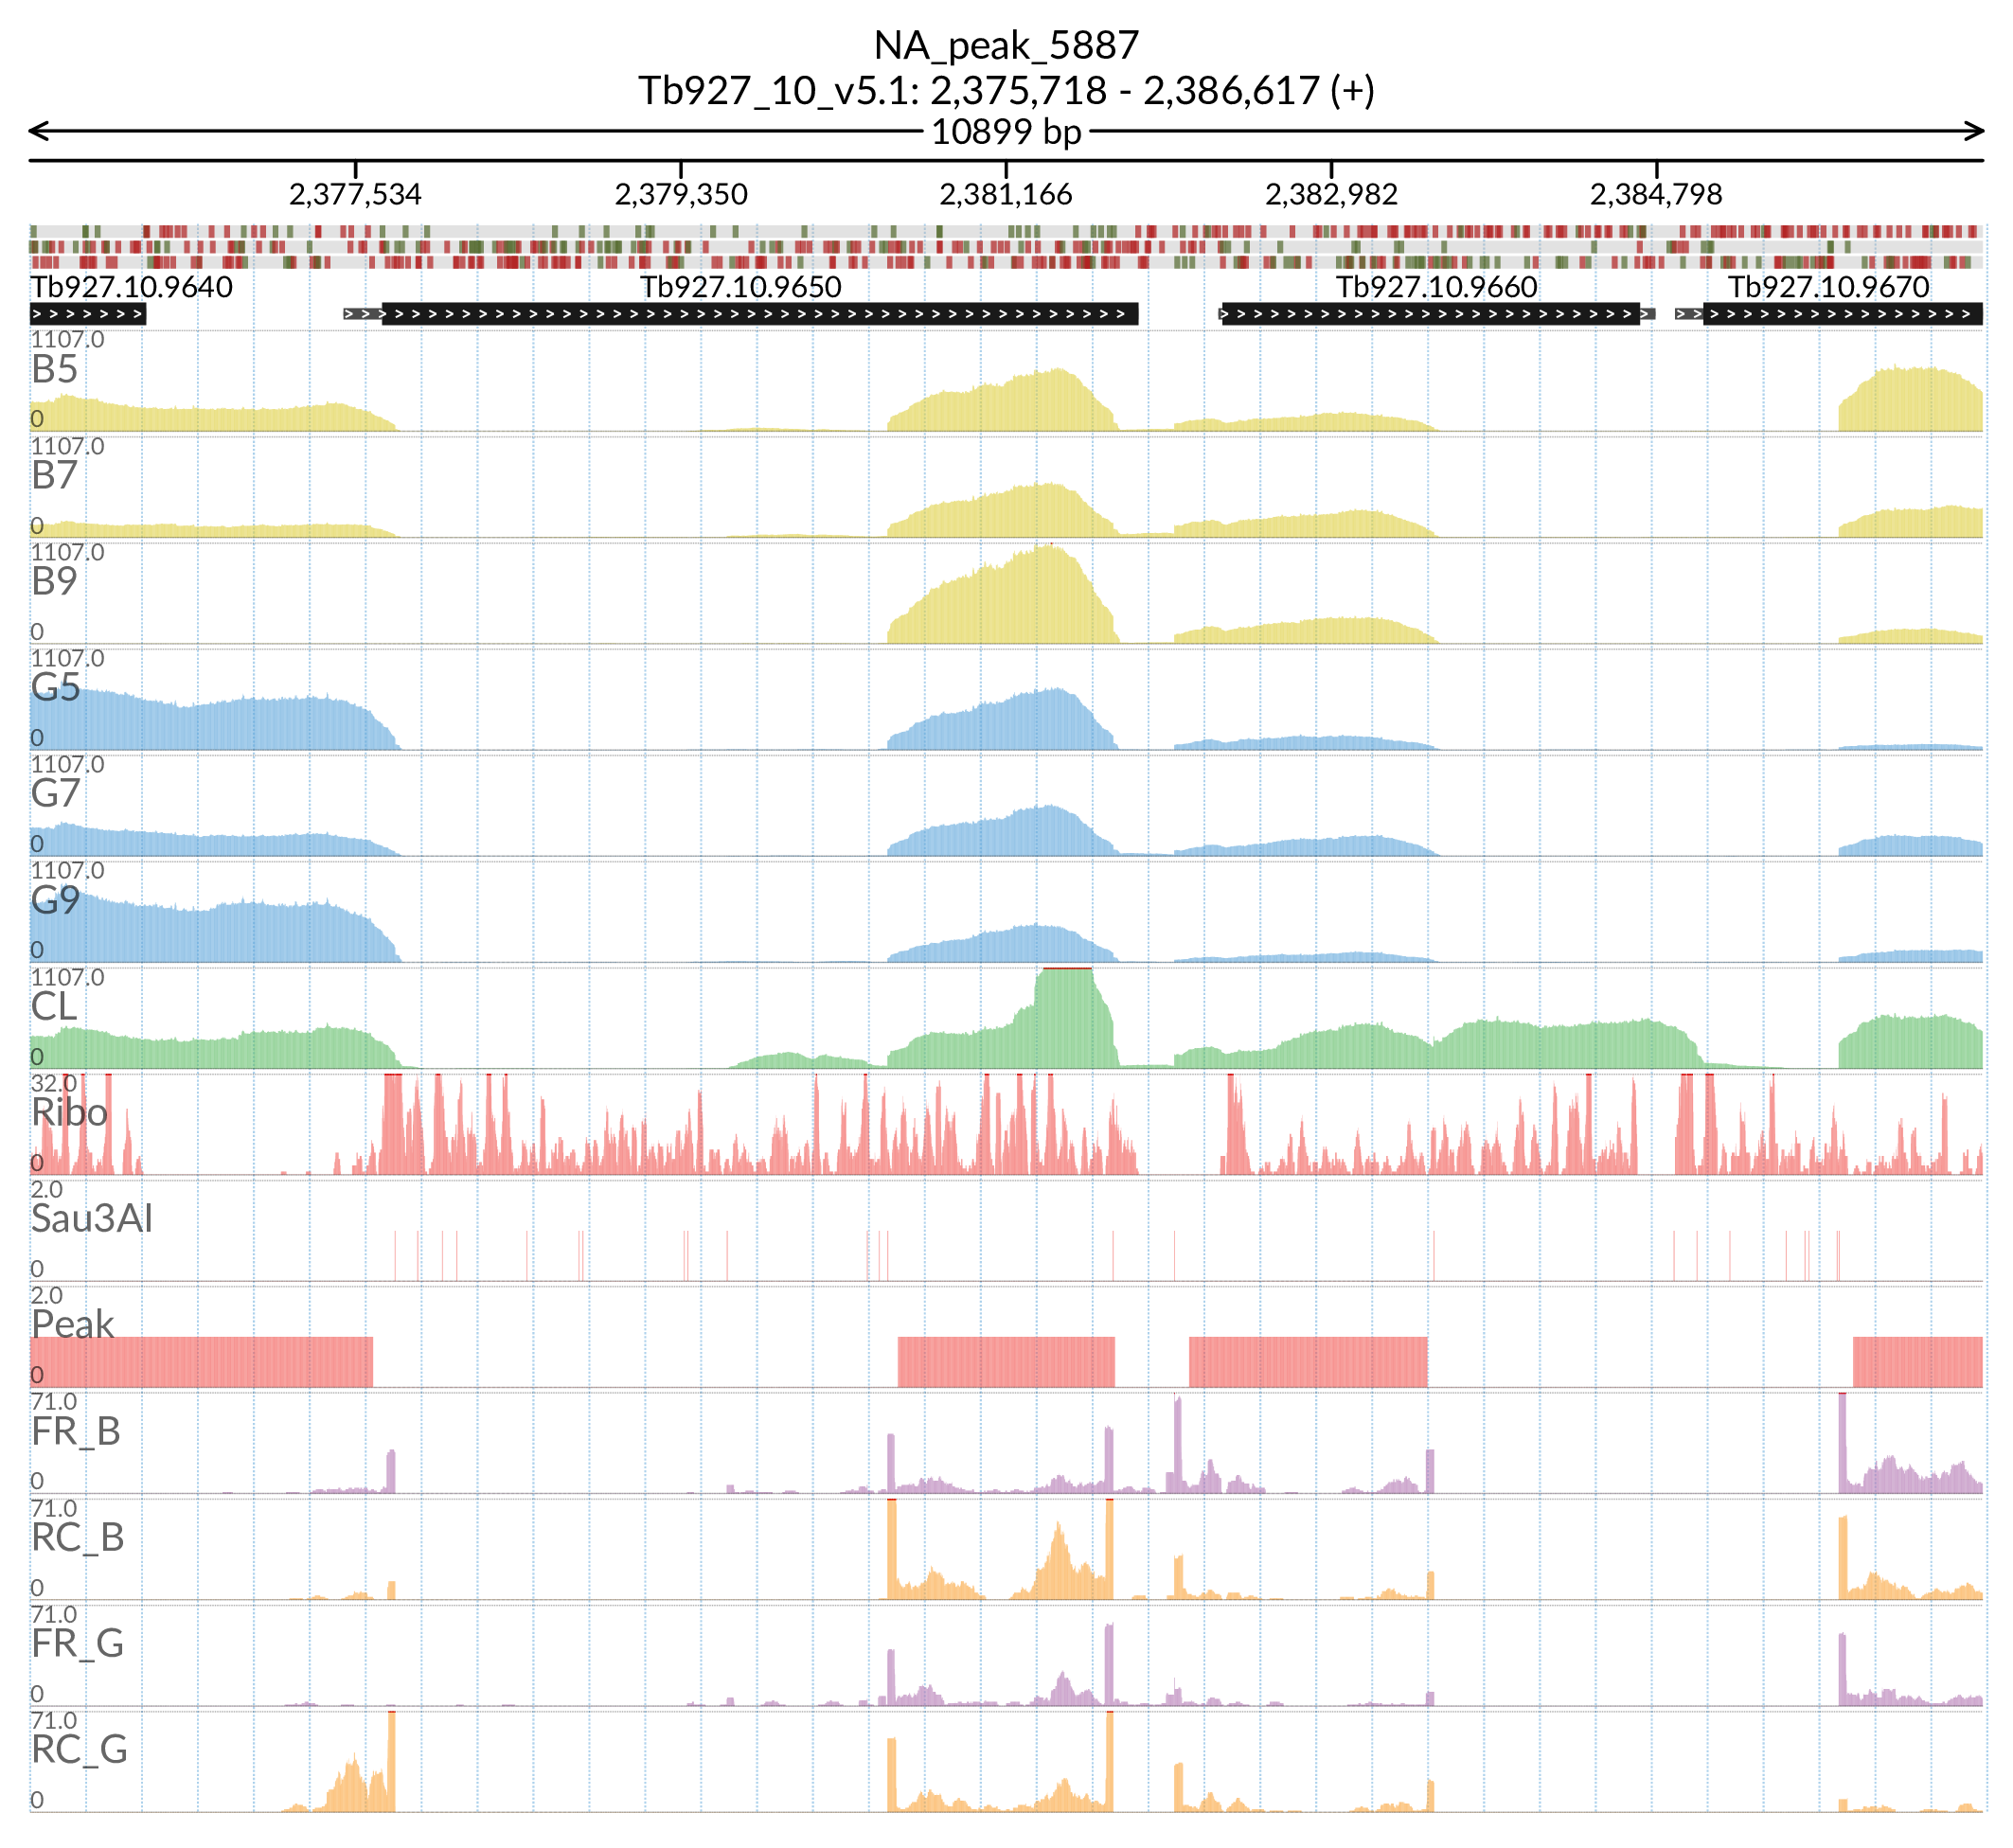 NA_peak_5887
Tb927_10_v5.1: 2,375,718 - 2,386,617 (+)
10899 bp
2,377,534 2,379,350 2,381,166 2,382,982 2,384,798
Tb927.10.9640 Tb927.10.9650 Tb927.10.9660 Tb927.10.9670
1107.0
B5
0
1107.0
B7
0
1107.0
B9
0
1107.0
G5
0
1107.0
G7
0
1107.0
G9
0
1107.0
CL
0
32.0
Ribo
0
2.0
Sau3AI
0
2.0
Peak
0
71.0
FR_B
0
71.0
RC_B
0
71.0
FR_G
0
71.0
RC_G
0